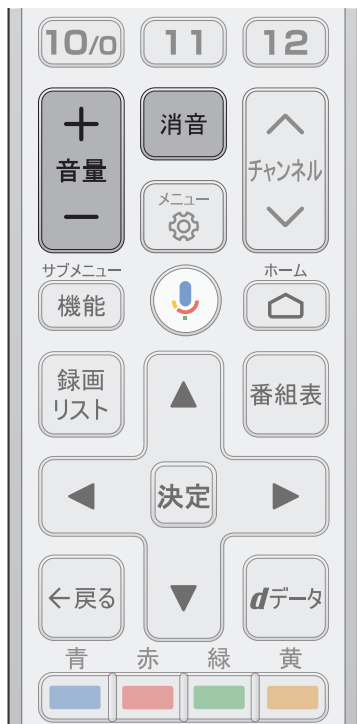 10/0 11 12
+ 消音
音量 チャンネル
メニュー
−
サブメニュー ホーム
機能
録画
リスト
番組表
決定
←戻る dデータ
青 赤 緑 黄